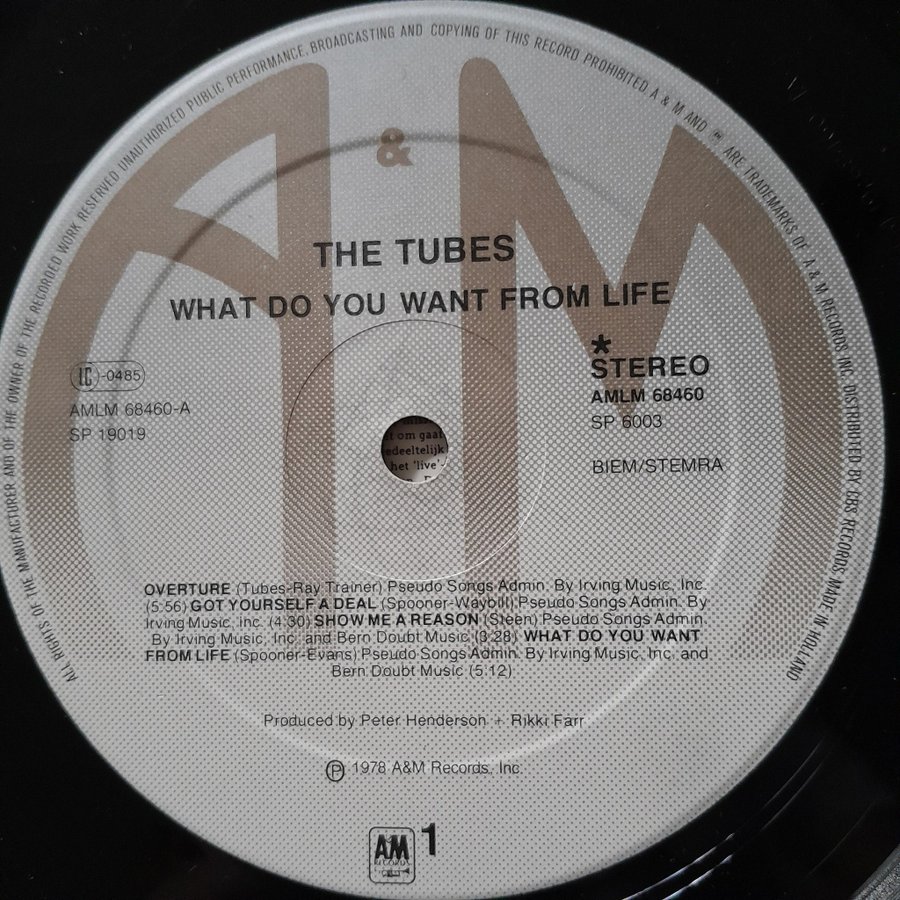 ALL RIGHTS OF THE MANUFACTURER AND OF THE OWNER OF THE RECORDED WORK RESERVED UNAUTHORIZED PUBLIC PERFORMANCE, BROADCASTING AND COPYING OF THIS RECORD PROHIBITED. A & M AND ARE TRADEMARKS OF A & M RECORDS INC. DISTRIBUTED BY CBS RECORDS MADE IN HOLLAND
A & M
THE TUBES
WHAT DO YOU WANT FROM LIFE
LC-0485
AMLM 68460-A
SP 19019
*
STEREO
AMLM 68460
SP 6003
BIEM/STEMRA
t om gaat
edeeltelijk
het 'live'-
OVERTURE (Tubes-Ray Trainer) Pseudo Songs Admin. By Irving Music, Inc.
(5.56) GOT YOURSELF A DEAL (Spooner-Waybill) Pseudo Songs Admin. By
Irving Music, Inc. (4:30) SHOW ME A REASON (Steen) Pseudo Songs Admin.
By Irving Music, Inc. and Bern Doubt Music. (3:28) WHAT DO YOU WANT
FROM LIFE (Spooner-Evans) Pseudo Songs Admin. By Irving Music, Inc. and
Bern Doubt Music (5:12)
Produced by Peter Henderson + Rikki Farr
℗ 1978 A&M Records, Inc.
AM RECORDS
1